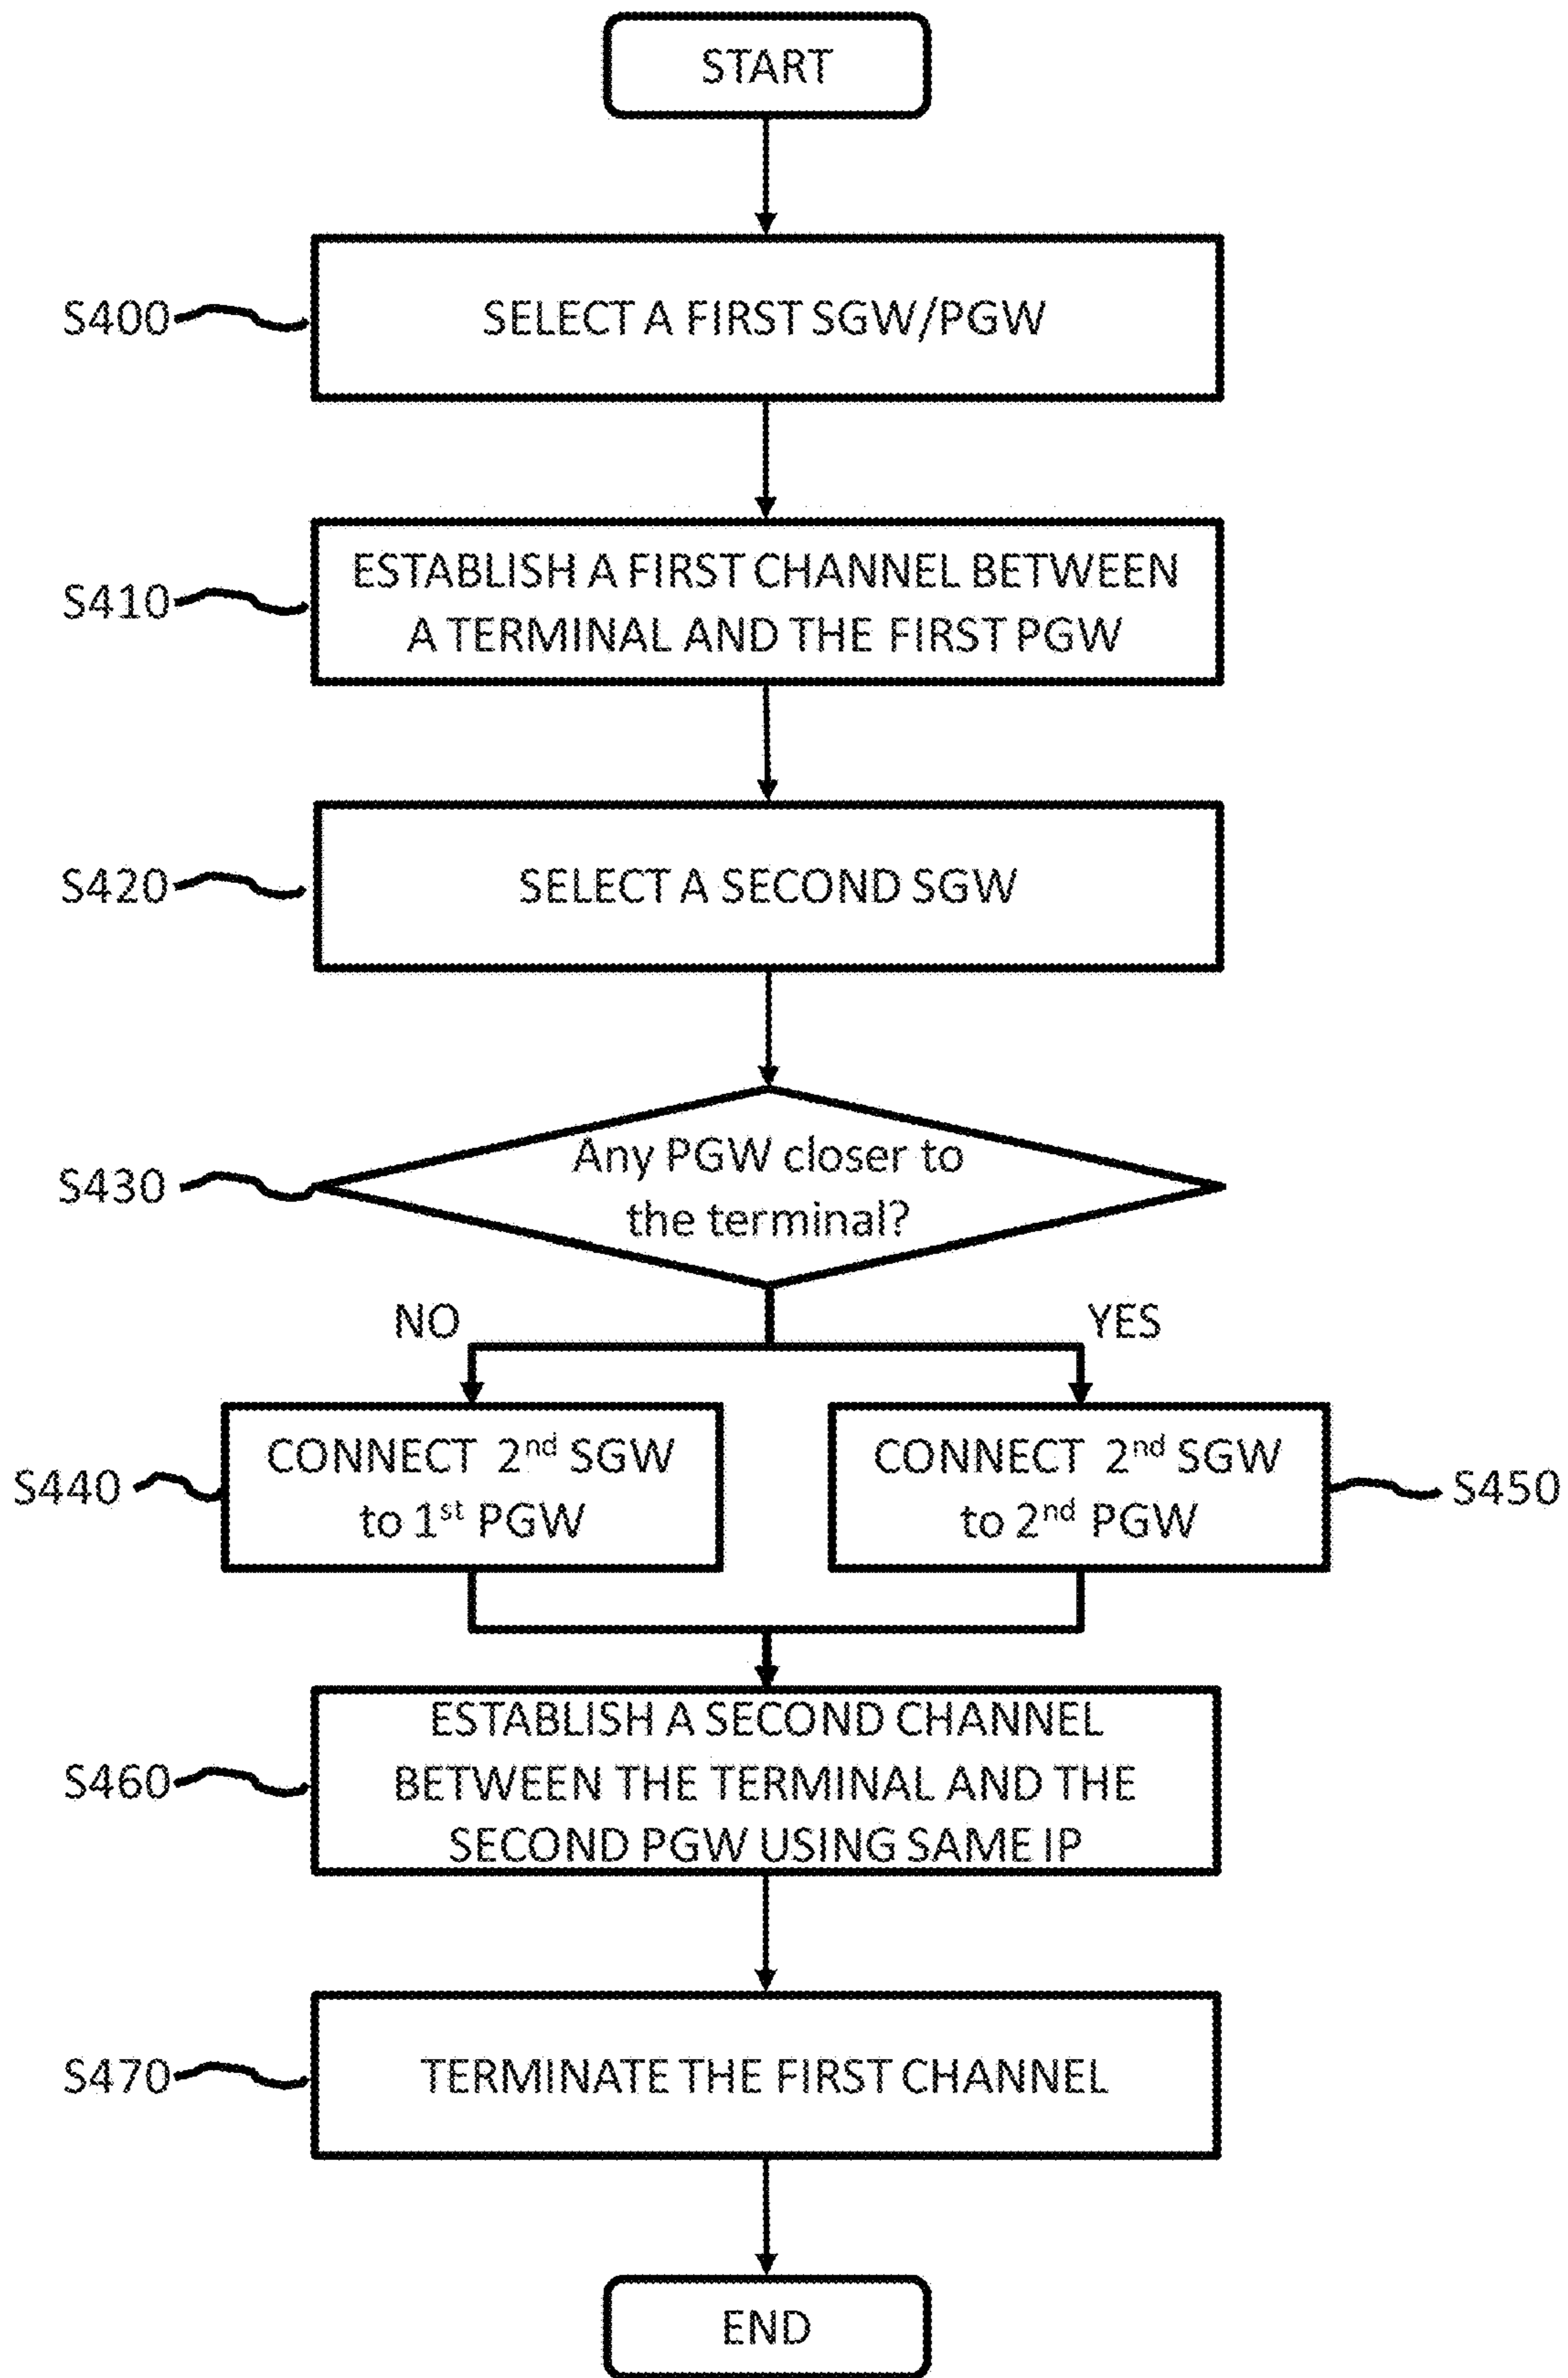 START
S400
SELECT A FIRST SGW/PGW
S410
ESTABLISH A FIRST CHANNEL BETWEEN
A TERMINAL AND THE FIRST PGW
S420
SELECT A SECOND SGW
S430
Any PGW closer to
the terminal?
NO
YES
S440
CONNECT 2nd SGW
to 1st PGW
CONNECT 2nd SGW
to 2nd PGW
S450
S460
ESTABLISH A SECOND CHANNEL
BETWEEN THE TERMINAL AND THE
SECOND PGW USING SAME IP
S470
TERMINATE THE FIRST CHANNEL
END